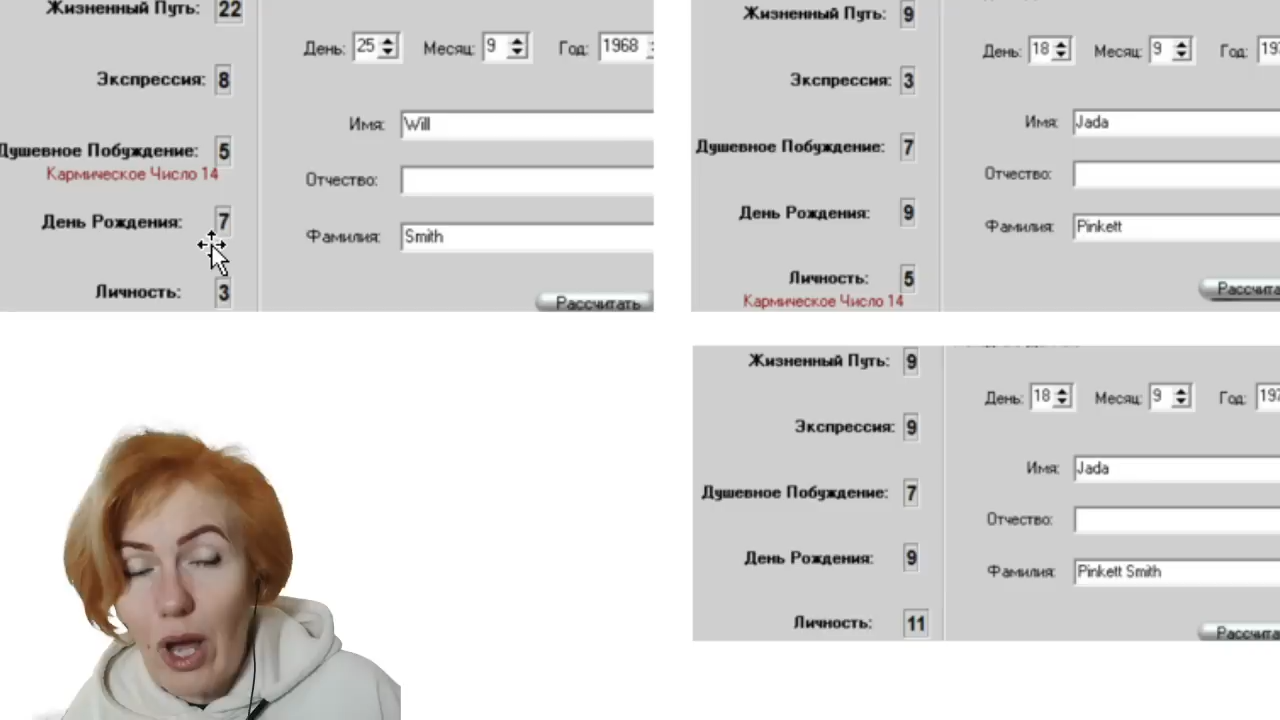 Жизненный Путь: 22
День: 25 Месяц: 9 Год: 1968
Экспрессия: 8
Имя: Will
Душевное Побуждение: 5
Кармическое Число 14
Отчество:
День Рождения: 7
Фамилия: Smith
Личность: 3
Рассчитать
Жизненный Путь: 9
День: 18 Месяц: 9 Год: 197
Экспрессия: 3
Имя: Jada
Душевное Побуждение: 7
Отчество:
День Рождения: 9
Фамилия: Pinkett
Личность: 5
Рассчита
Кармическое Число 14
Жизненный Путь: 9
День: 18 Месяц: 9 Год: 197
Экспрессия: 9
Имя: Jada
Душевное Побуждение: 7
Отчество:
День Рождения: 9
Фамилия: Pinkett Smith
Личность: 11
Рассчита